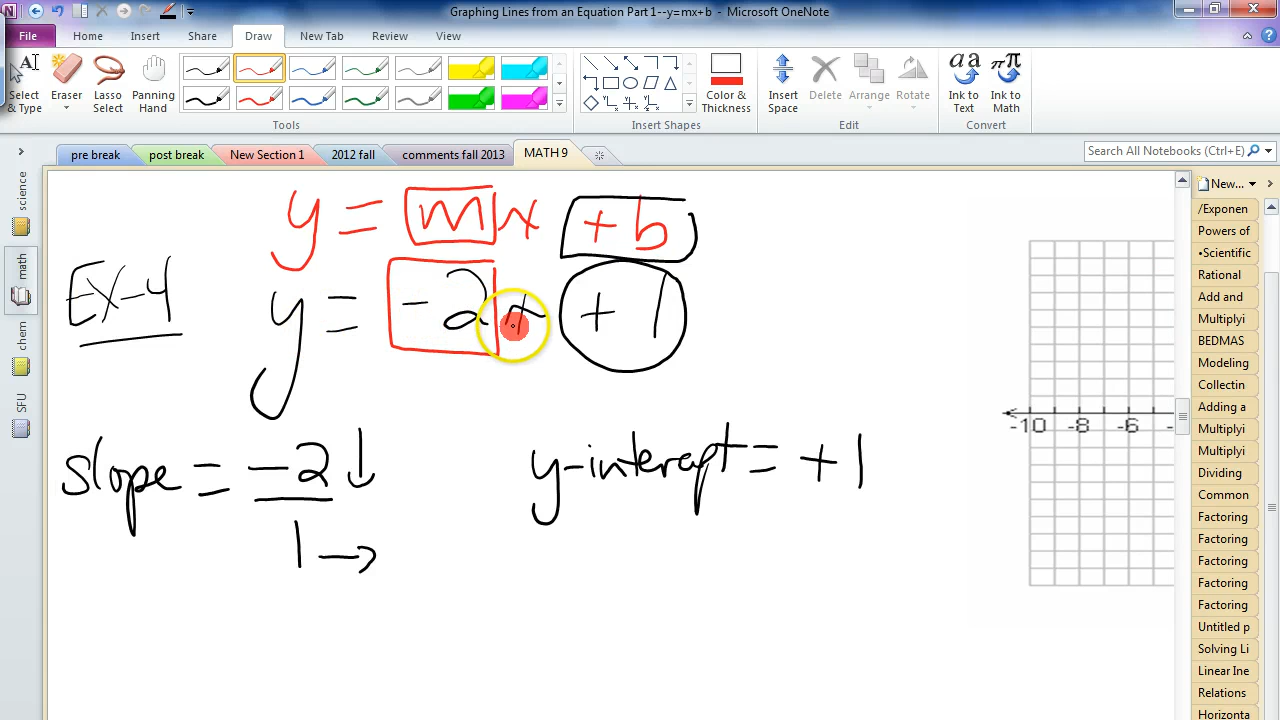 Graphing Lines from an Equation Part 1--y=mx+b - Microsoft OneNote
File Home Insert Share Draw New Tab Review View
Select & Type Eraser Lasso Select Panning Hand Color & Thickness Insert Space Delete Arrange Rotate Ink to Text Ink to Math
Tools Insert Shapes Edit Convert
pre break post break New Section 1 2012 fall comments fall 2013 MATH 9 Search All Notebooks (Ctrl+E)
science
math
chem
SFU
y = mx + b
EX-4
y = -2x + 1
slope = -2 ↓
1 →
y-intercept = +1
-10 -8 -6
New...
/Exponen
Powers of
•Scientific
Rational
Adding and
Multiplyi
BEDMAS
Modeling
Collectin
Adding a
Multiplyi
Multiplyi
Dividing
Common
Factoring
Factoring
Factoring
Factoring
Factoring
Untitled p
Solving Li
Linear Ine
Relations
Horizonta